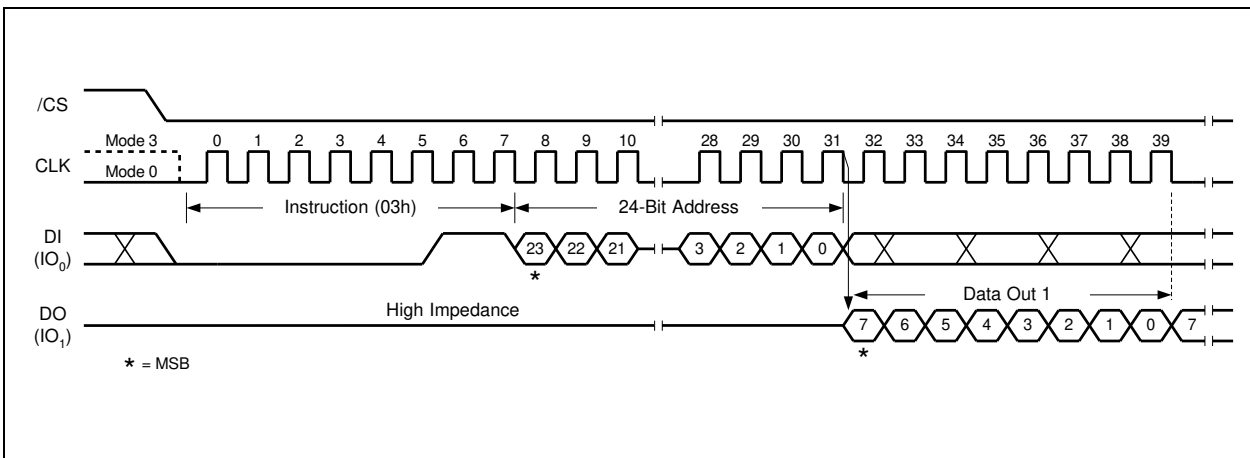 /CS
Mode 3
0 1 2 3 4 5 6 7 8 9 10 28 29 30 31 32 33 34 35 36 37 38 39
CLK
Mode 0
Instruction (03h)
24-Bit Address
DI
(IO0)
23 22 21 3 2 1 0
*
Data Out 1
High Impedance
DO
(IO1)
7 6 5 4 3 2 1 0 7
*
* = MSB